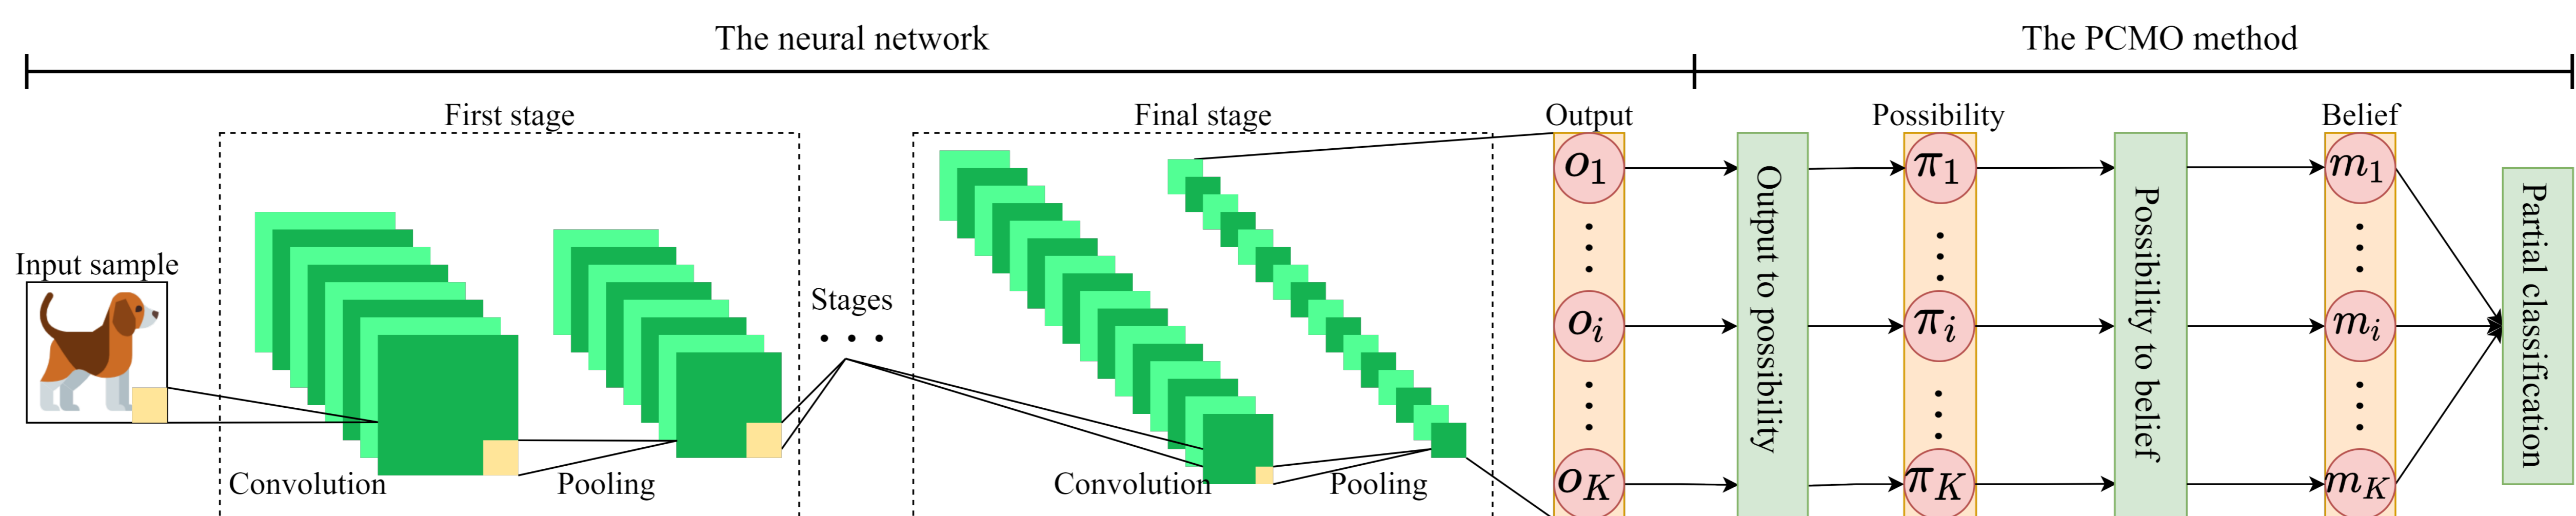 The neural network
The PCMO method
First stage
Final stage
Output
Possibility
Belief
Input sample
Stages
. . .
Convolution
Pooling
Convolution
Pooling
o1
oi
oK
Output to possibility
π1
πi
πK
Possibility to belief
m1
mi
mK
Partial classification